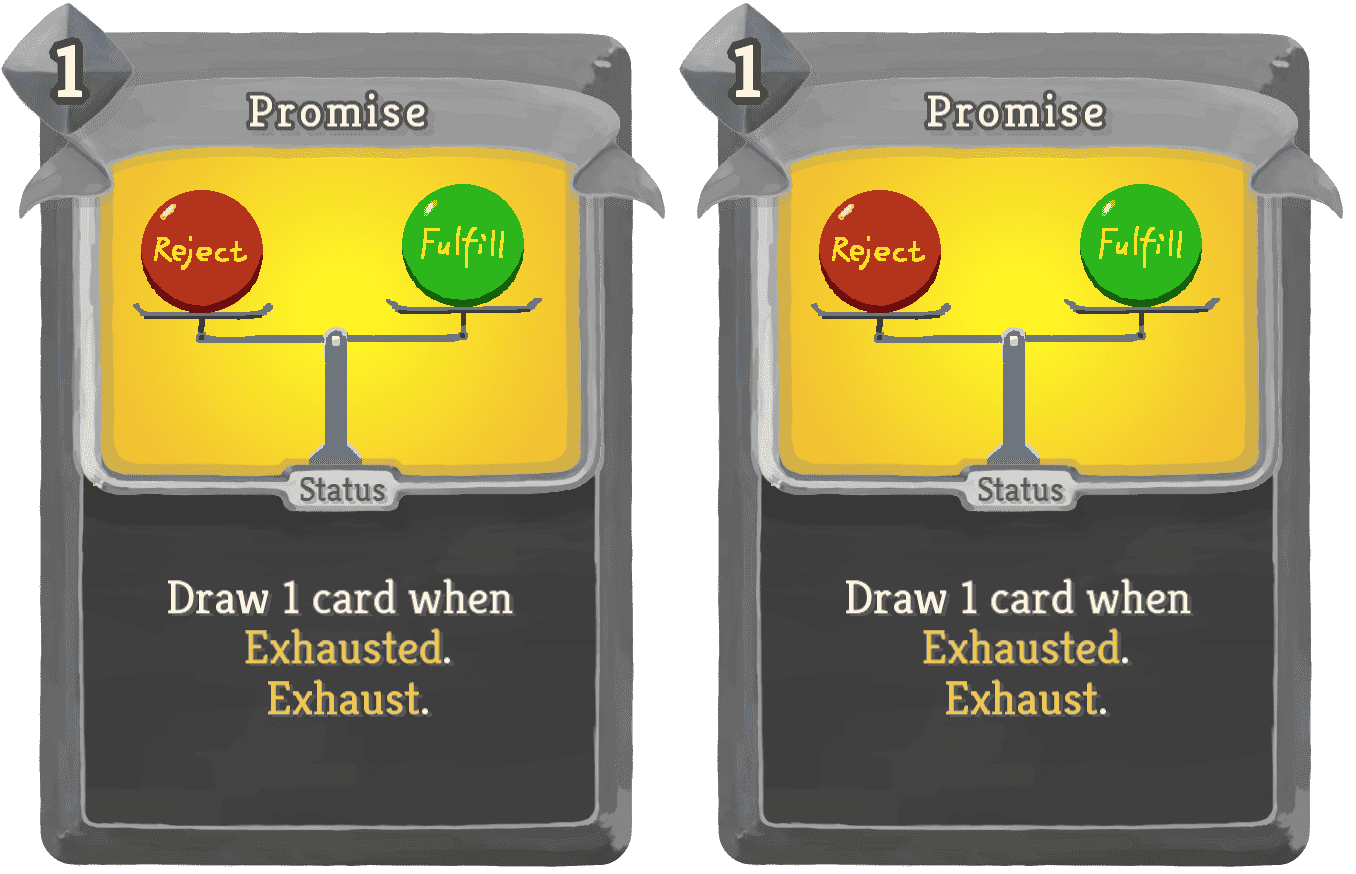 1
Promise
Reject
Fulfill
Status
Draw 1 card when
Exhausted.
Exhaust.
1
Promise
Reject
Fulfill
Status
Draw 1 card when
Exhausted.
Exhaust.